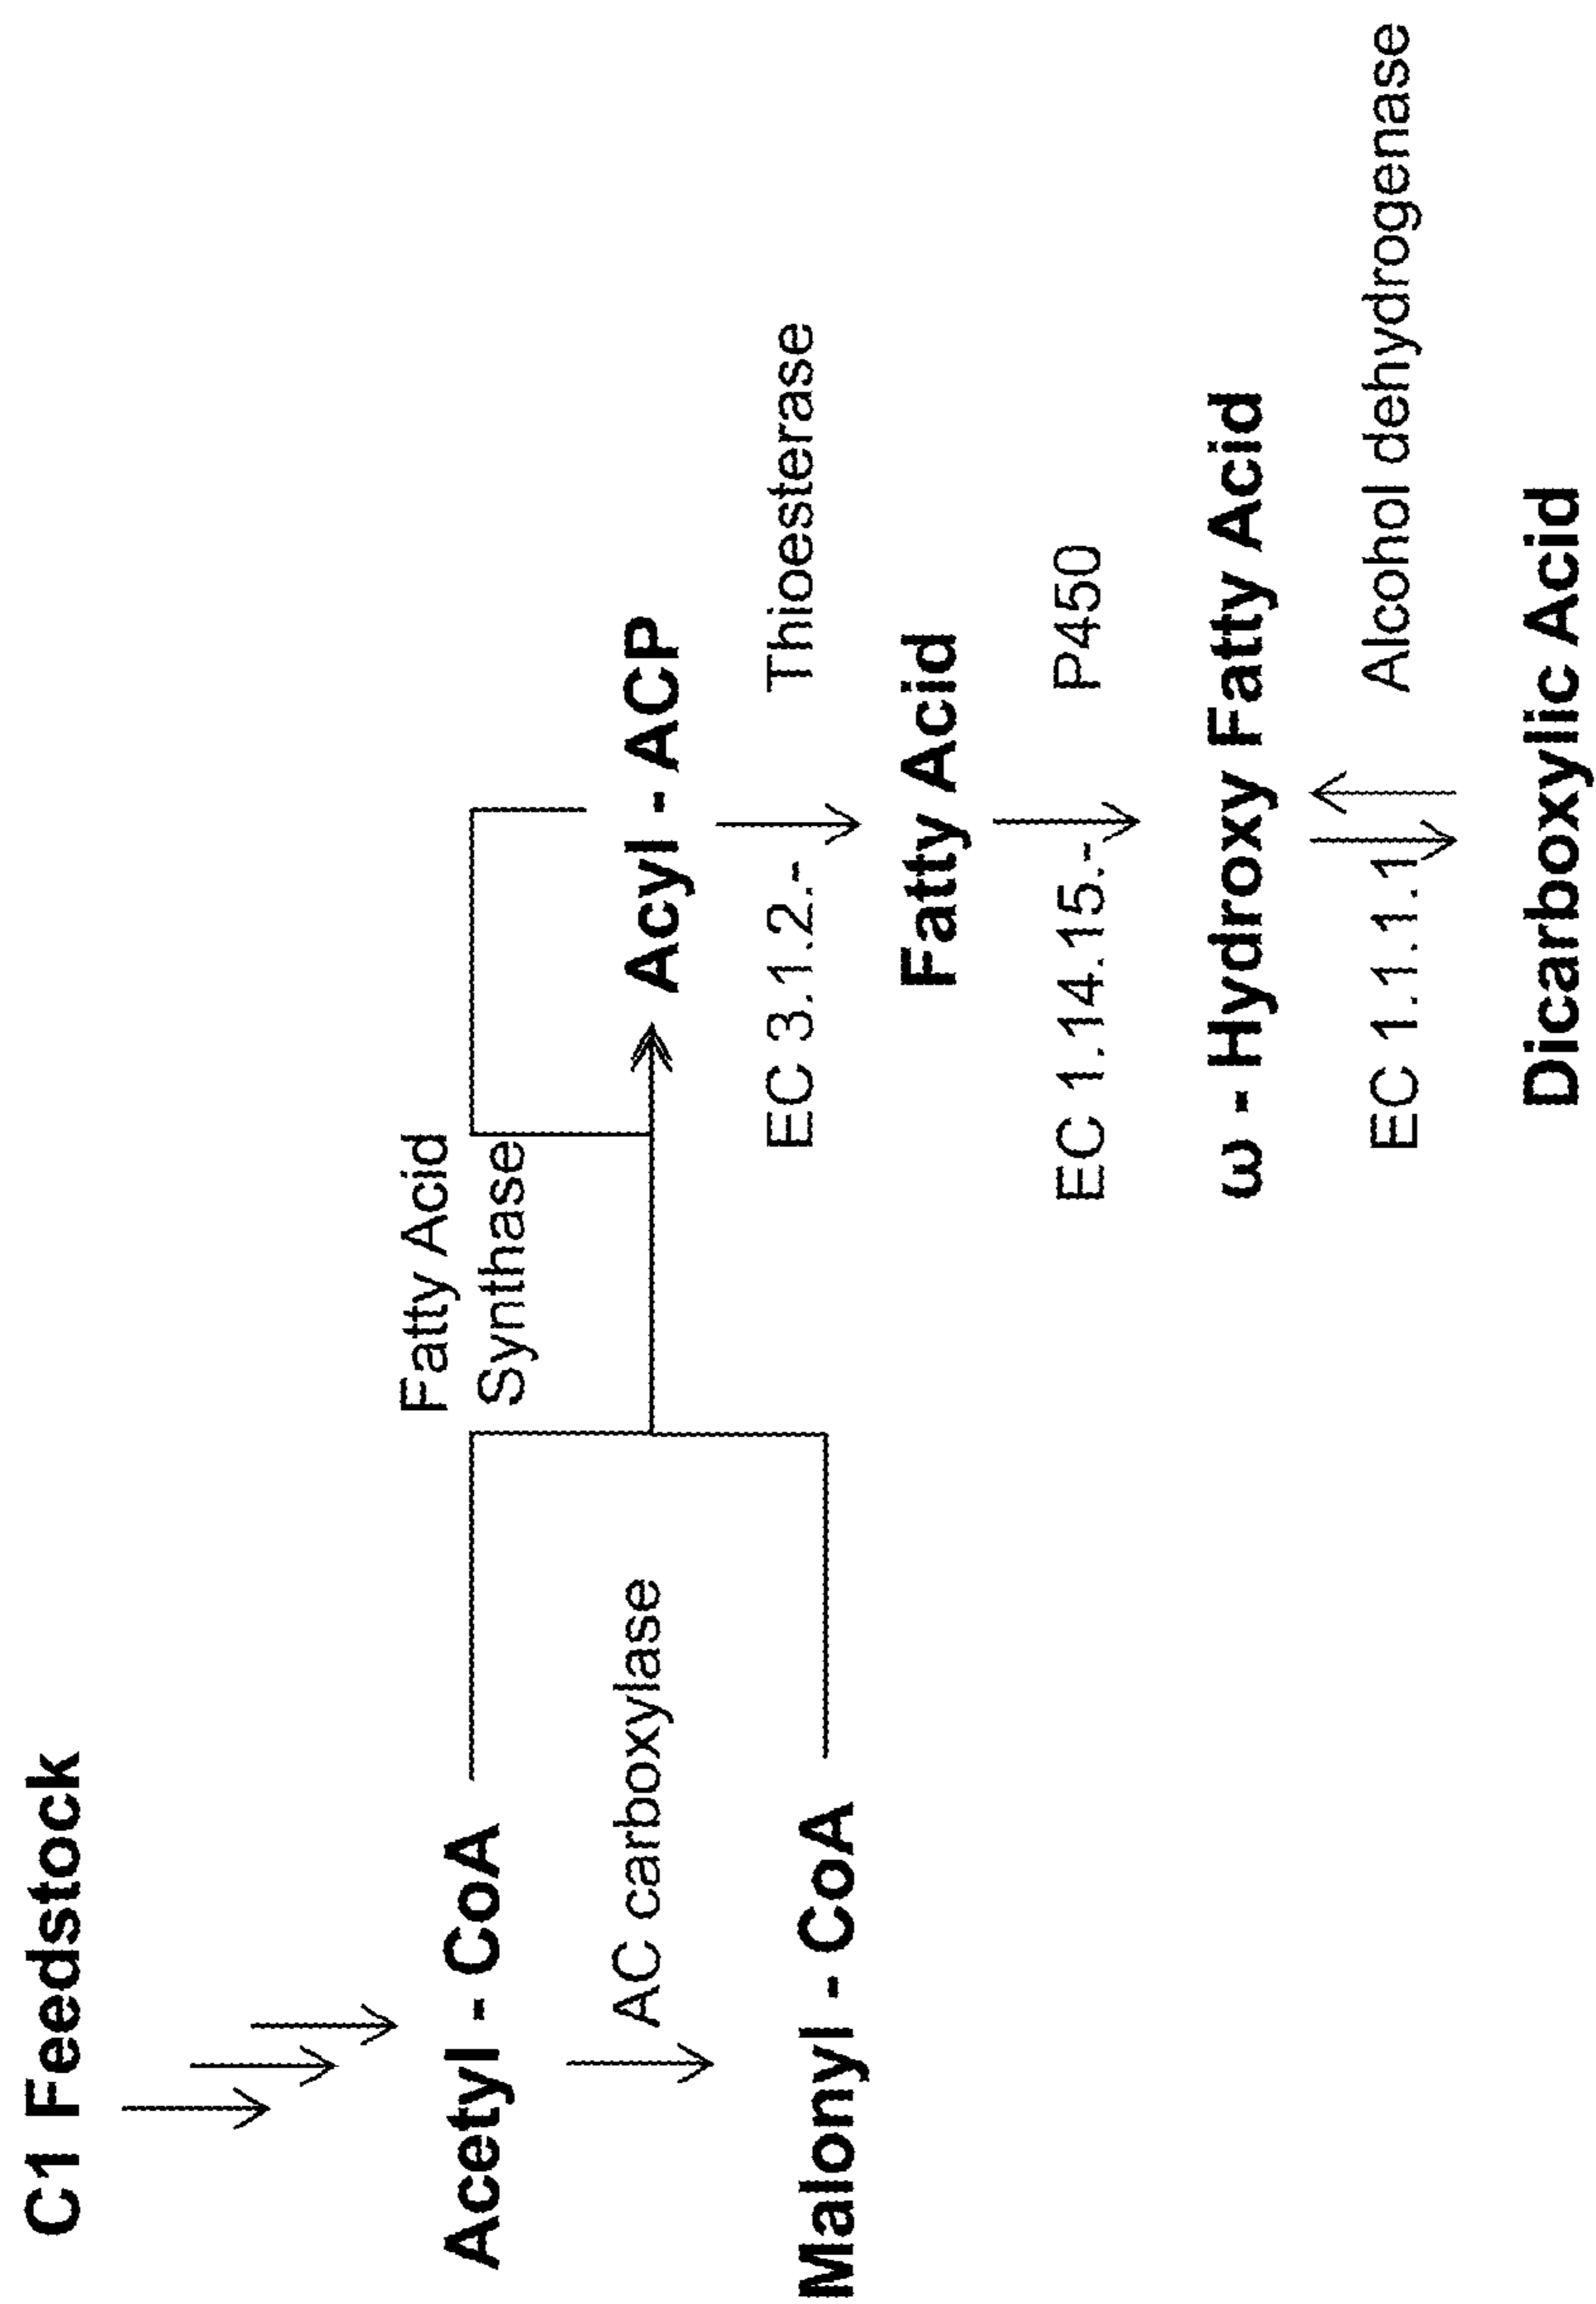 C1 Feedstock
Acetyl - CoA
AC carboxylase
Malonyl - CoA
Fatty Acid
Synthase
Acyl - ACP
EC 3.1.2.-
Thioesterase
Fatty Acid
EC 1.14.15.-
P450
ω - Hydroxy Fatty Acid
EC 1.1.1.1
Alcohol dehydrogenase
Dicarboxylic Acid